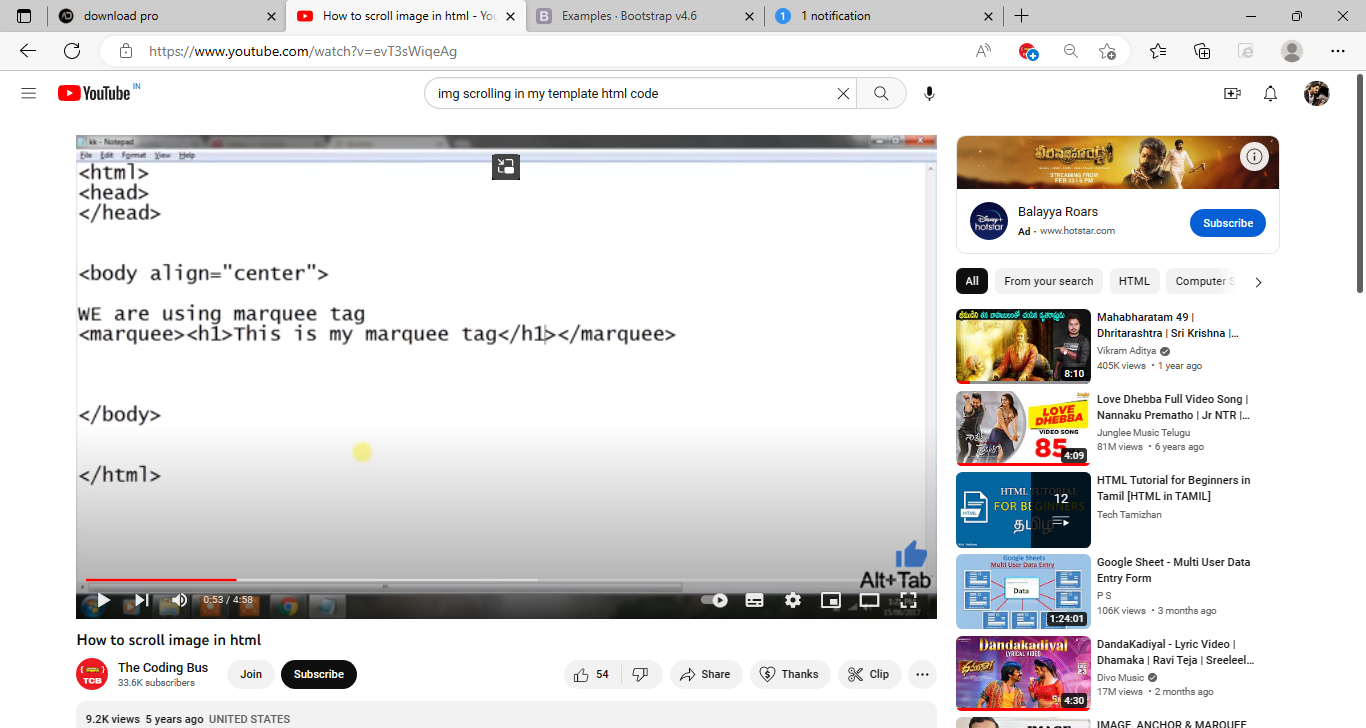 download pro
How to scroll image in html - You
Examples · Bootstrap v4.6
1
1 notification
https://www.youtube.com/watch?v=evT3sWiqeAg
YouTube IN
img scrolling in my template html code
kk - Notepad
File Edit Format View Help
<html>
<head>
</head>
<body align="center">
WE are using marquee tag
<marquee><h1>This is my marquee tag</h1></marquee>
</body>
</html>
Alt+Tab
0:53 / 4:58
How to scroll image in html
TCB
The Coding Bus
33.6K subscribers
Join
Subscribe
54
Share
Thanks
Clip
9.2K views 5 years ago UNITED STATES
STREAMING FROM
FEB 23 | 6 PM
Disney+
hotstar
Balayya Roars
Ad · www.hotstar.com
Subscribe
All
From your search
HTML
Computer S
8:10
Mahabharatam 49 |
Dhritarashtra | Sri Krishna |...
Vikram Aditya
405K views · 1 year ago
LOVE
DHEBBA
VIDEO SONG
85
4:09
Love Dhebba Full Video Song |
Nannaku Prematho | Jr NTR |...
Junglee Music Telugu
81M views · 6 years ago
HTML TUTORIAL
FOR BEGINNERS
HTML
தமிழ்
12
HTML Tutorial for Beginners in
Tamil [HTML in TAMIL]
Tech Tamizhan
Google Sheets
Multi User Data Entry
Data
1:24:01
Google Sheet - Multi User Data
Entry Form
P S
106K views · 3 months ago
Dandakadiyal
LYRICAL VIDEO
4:30
DandaKadiyal - Lyric Video |
Dhamaka | Ravi Teja | Sreeleel...
Divo Music
17M views · 2 months ago
IMAGE, ANCHOR & MARQUEE